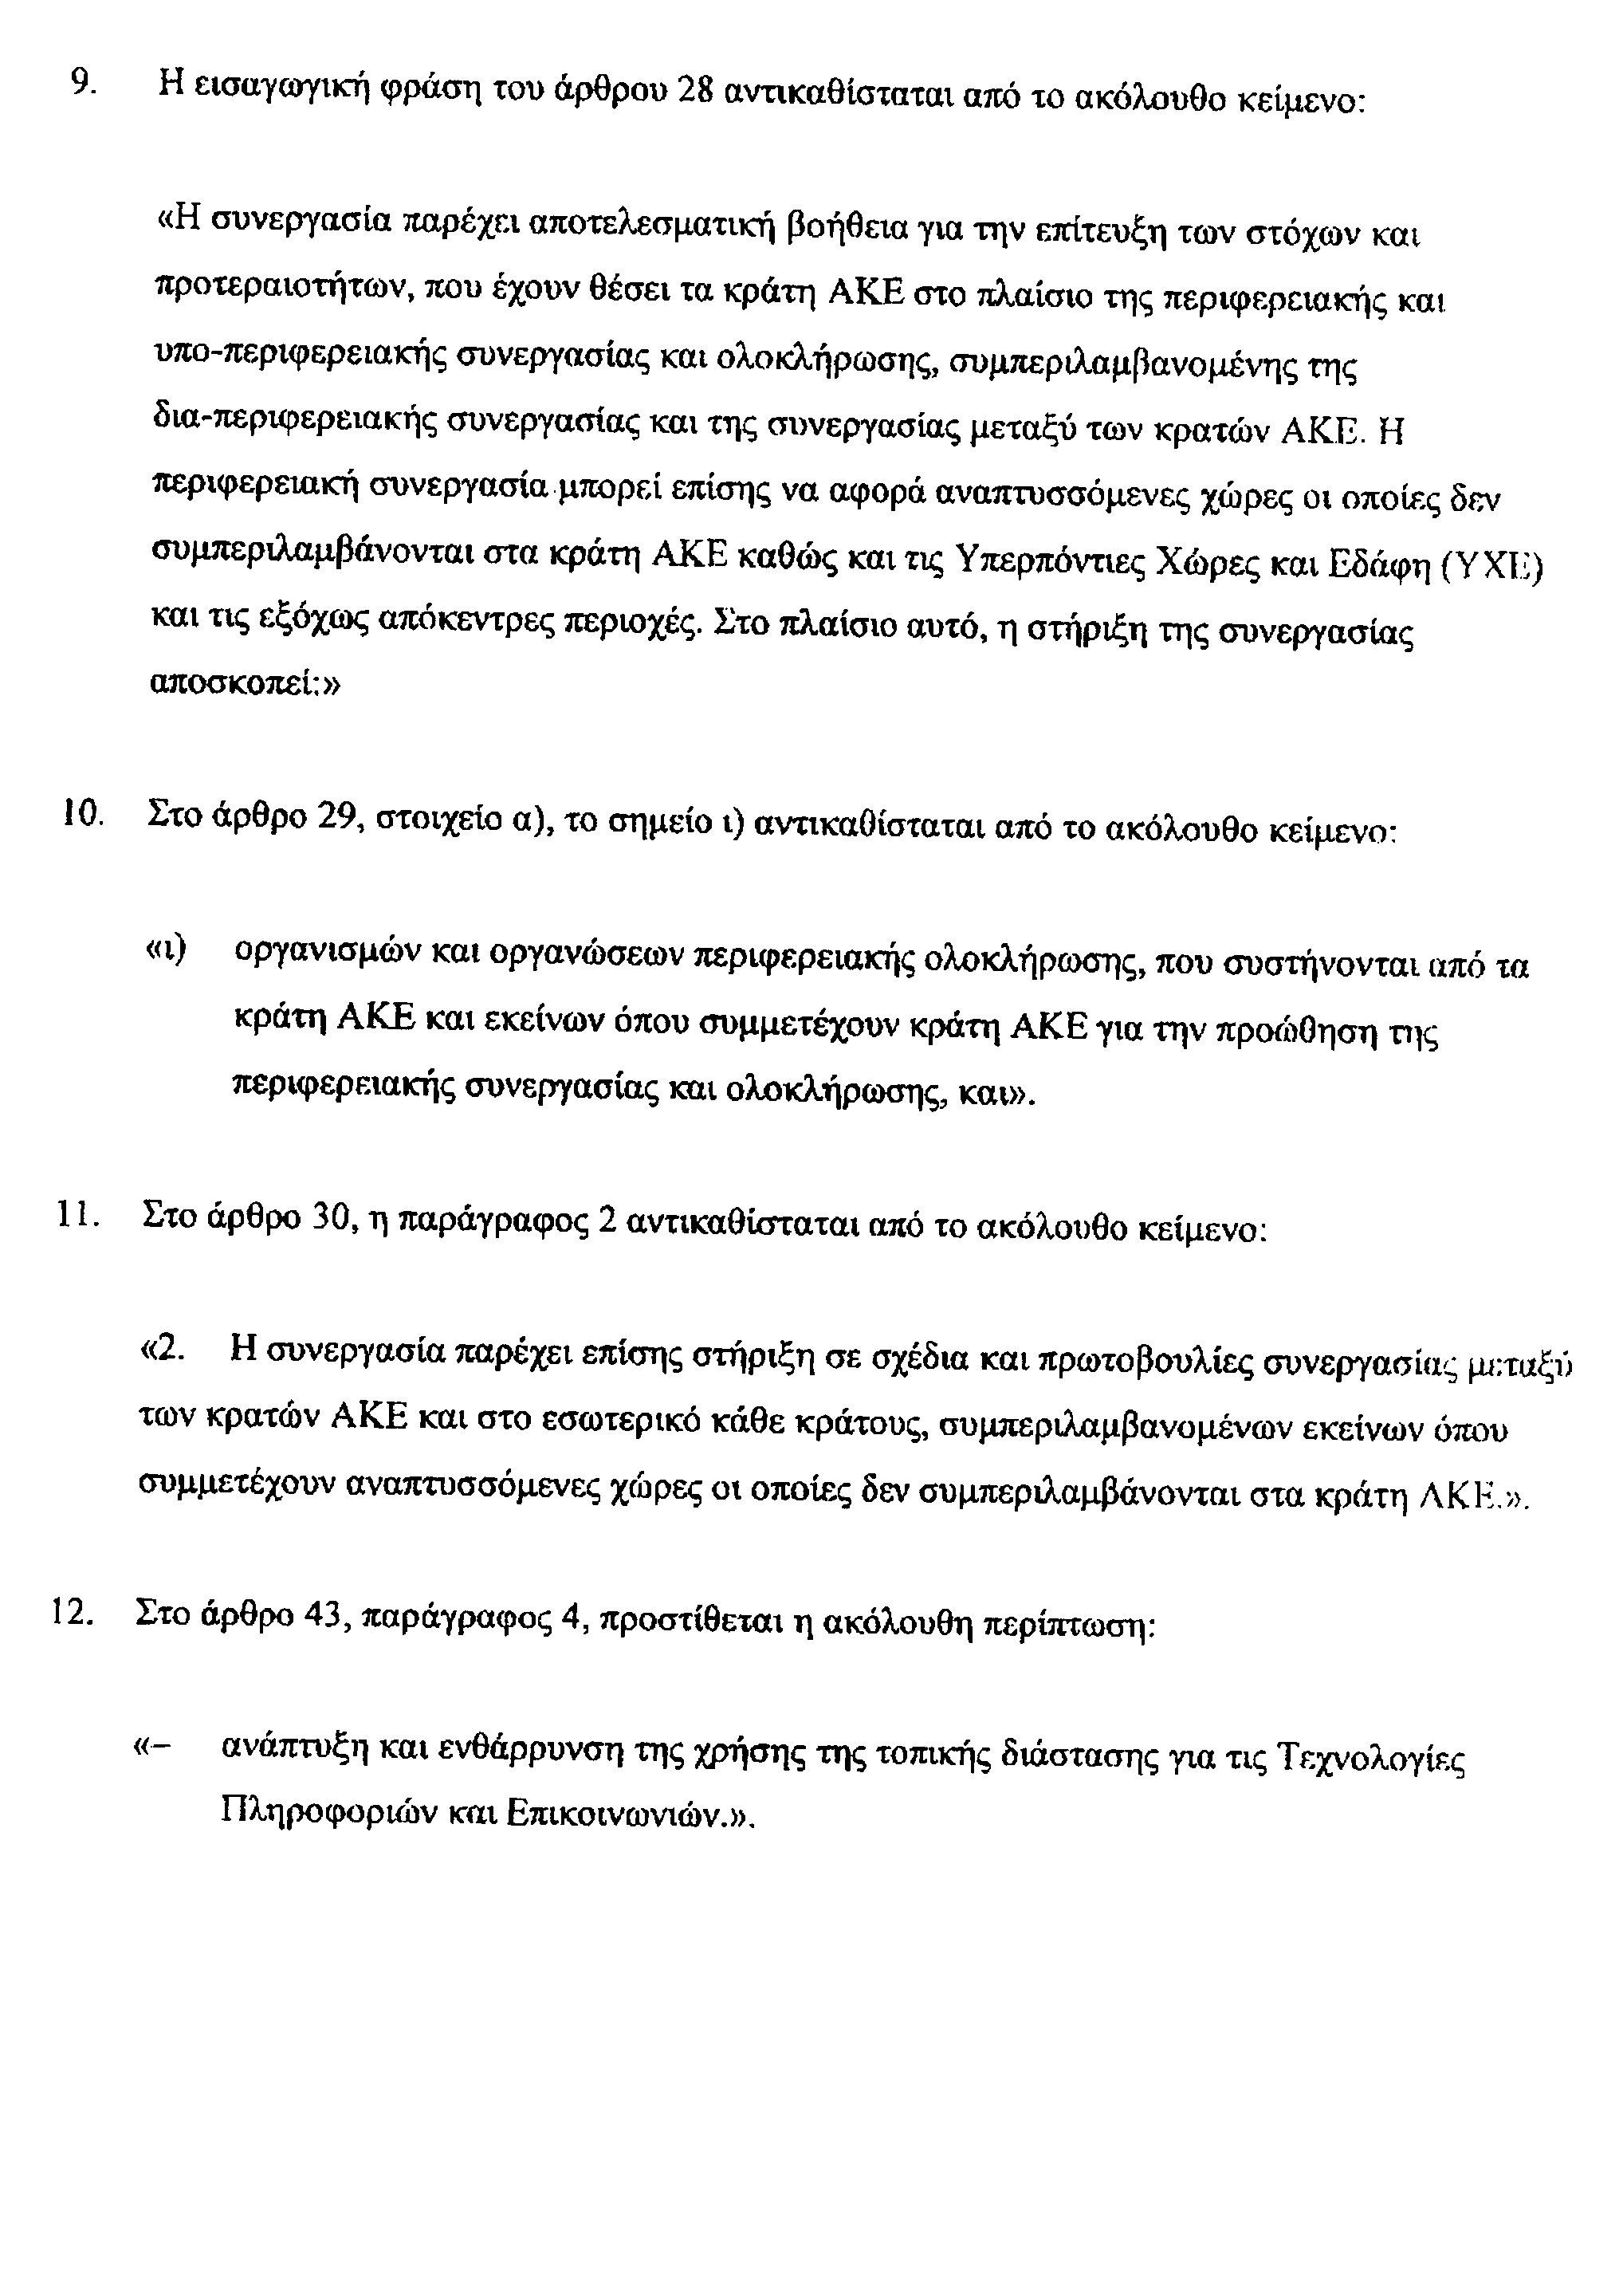 9. Η εισαγωγική φράση του άρθρου 28 αντικαθίσταται από το ακόλουθο κείμενο:
«Η συνεργασία παρέχει αποτελεσματική βοήθεια για την επίτευξη των στόχων και
προτεραιοτήτων, που έχουν θέσει τα κράτη ΑΚΕ στο πλαίσιο της περιφερειακής και
υπο-περιφερειακής συνεργασίας και ολοκλήρωσης, συμπεριλαμβανομένης της
δια-περιφερειακής συνεργασίας και της συνεργασίας μεταξύ των κρατών ΑΚΕ. Η
περιφερειακή συνεργασία μπορεί επίσης να αφορά αναπτυσσόμενες χώρες οι οποίες δεν
συμπεριλαμβάνονται στα κράτη ΑΚΕ καθώς και τις Υπερπόντιες Χώρες και Εδάφη (ΥΧΕ)
και τις εξόχως απόκεντρες περιοχές. Στο πλαίσιο αυτό, η στήριξη της συνεργασίας
αποσκοπεί:»
10. Στο άρθρο 29, στοιχείο α), το σημείο ι) αντικαθίσταται από το ακόλουθο κείμενο:
«ι) οργανισμών και οργανώσεων περιφερειακής ολοκλήρωσης, που συστήνονται από τα
κράτη ΑΚΕ και εκείνων όπου συμμετέχουν κράτη ΑΚΕ για την προώθηση της
περιφερειακής συνεργασίας και ολοκλήρωσης, και».
11. Στο άρθρο 30, η παράγραφος 2 αντικαθίσταται από το ακόλουθο κείμενο:
«2. Η συνεργασία παρέχει επίσης στήριξη σε σχέδια και πρωτοβουλίες συνεργασίας μεταξύ
των κρατών ΑΚΕ και στο εσωτερικό κάθε κράτους, συμπεριλαμβανομένων εκείνων όπου
συμμετέχουν αναπτυσσόμενες χώρες οι οποίες δεν συμπεριλαμβάνονται στα κράτη ΑΚΕ.».
12. Στο άρθρο 43, παράγραφος 4, προστίθεται η ακόλουθη περίπτωση:
«– ανάπτυξη και ενθάρρυνση της χρήσης της τοπικής διάστασης για τις Τεχνολογίες
Πληροφοριών και Επικοινωνιών.».